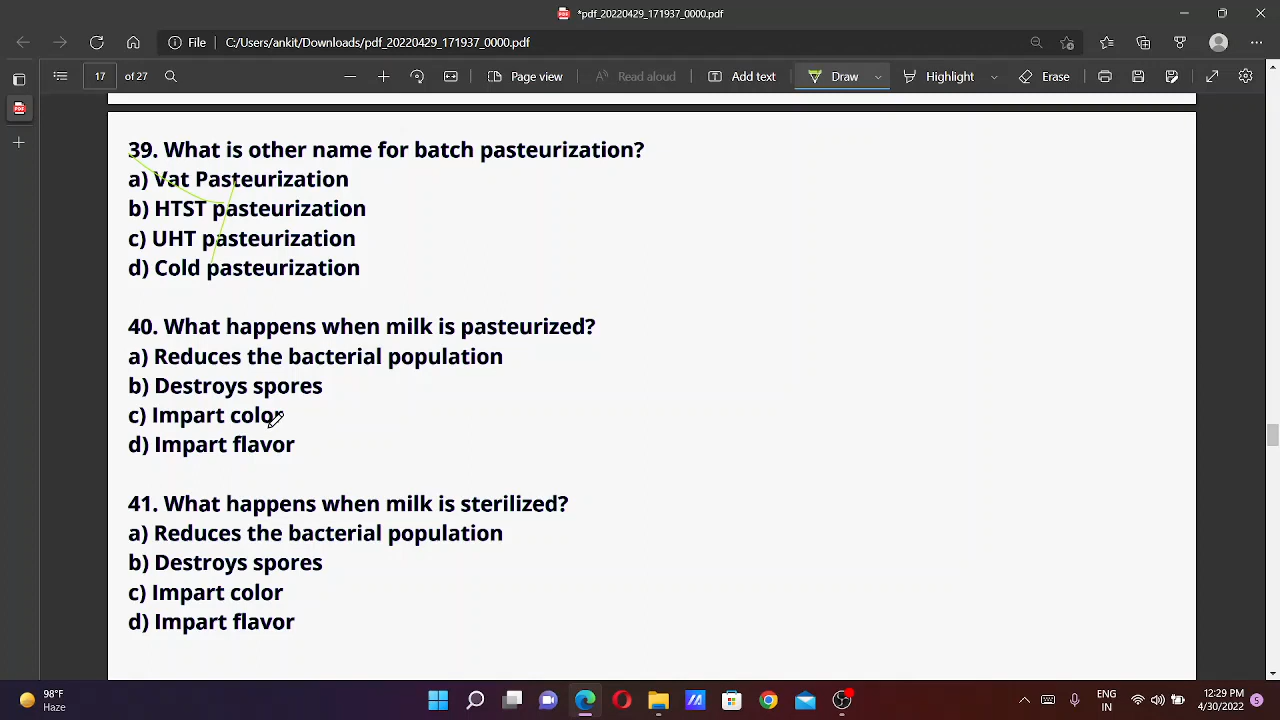 *pdf_20220429_171937_0000.pdf
File
C:/Users/ankit/Downloads/pdf_20220429_171937_0000.pdf
17 of 27
Page view
Read aloud
Add text
Draw
Highlight
Erase
39. What is other name for batch pasteurization?
a) Vat Pasteurization
b) HTST pasteurization
c) UHT pasteurization
d) Cold pasteurization
40. What happens when milk is pasteurized?
a) Reduces the bacterial population
b) Destroys spores
c) Impart color
d) Impart flavor
41. What happens when milk is sterilized?
a) Reduces the bacterial population
b) Destroys spores
c) Impart color
d) Impart flavor
98°F
Haze
ENG
IN
12:29 PM
4/30/2022
S